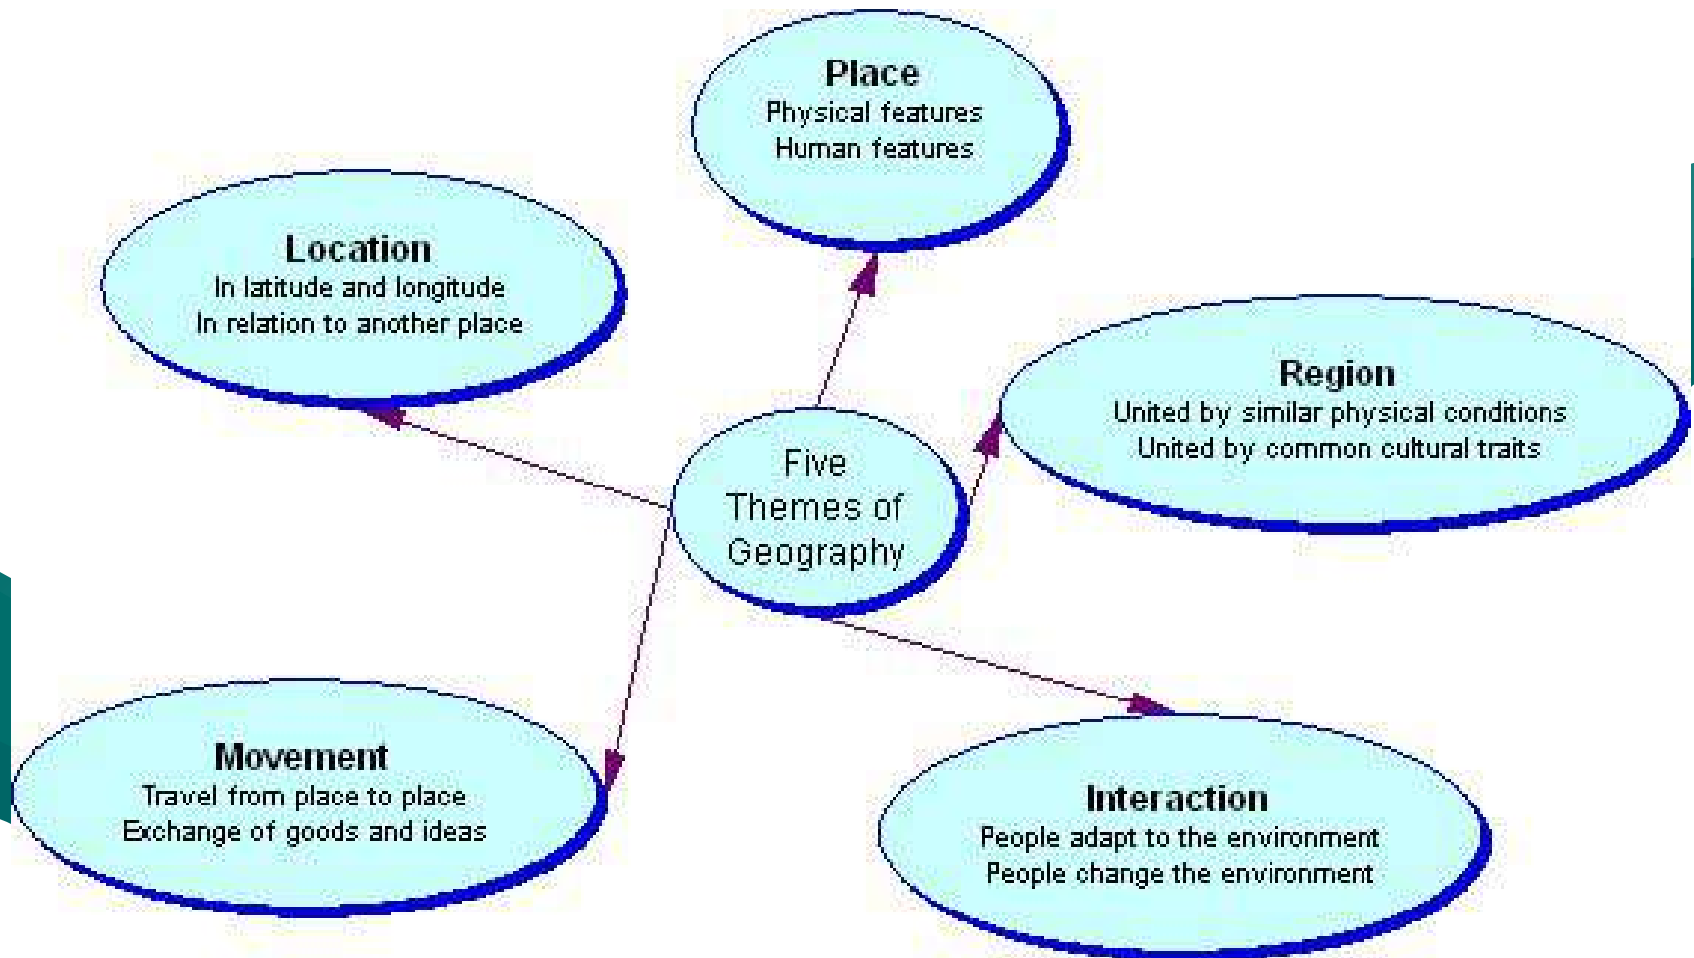 Place
Physical features
Human features
Location
In latitude and longitude
In relation to another place
Region
United by similar physical conditions
United by common cultural traits
Five
Themes of
Geography
Movement
Travel from place to place
Exchange of goods and ideas
Interaction
People adapt to the environment
People change the environment